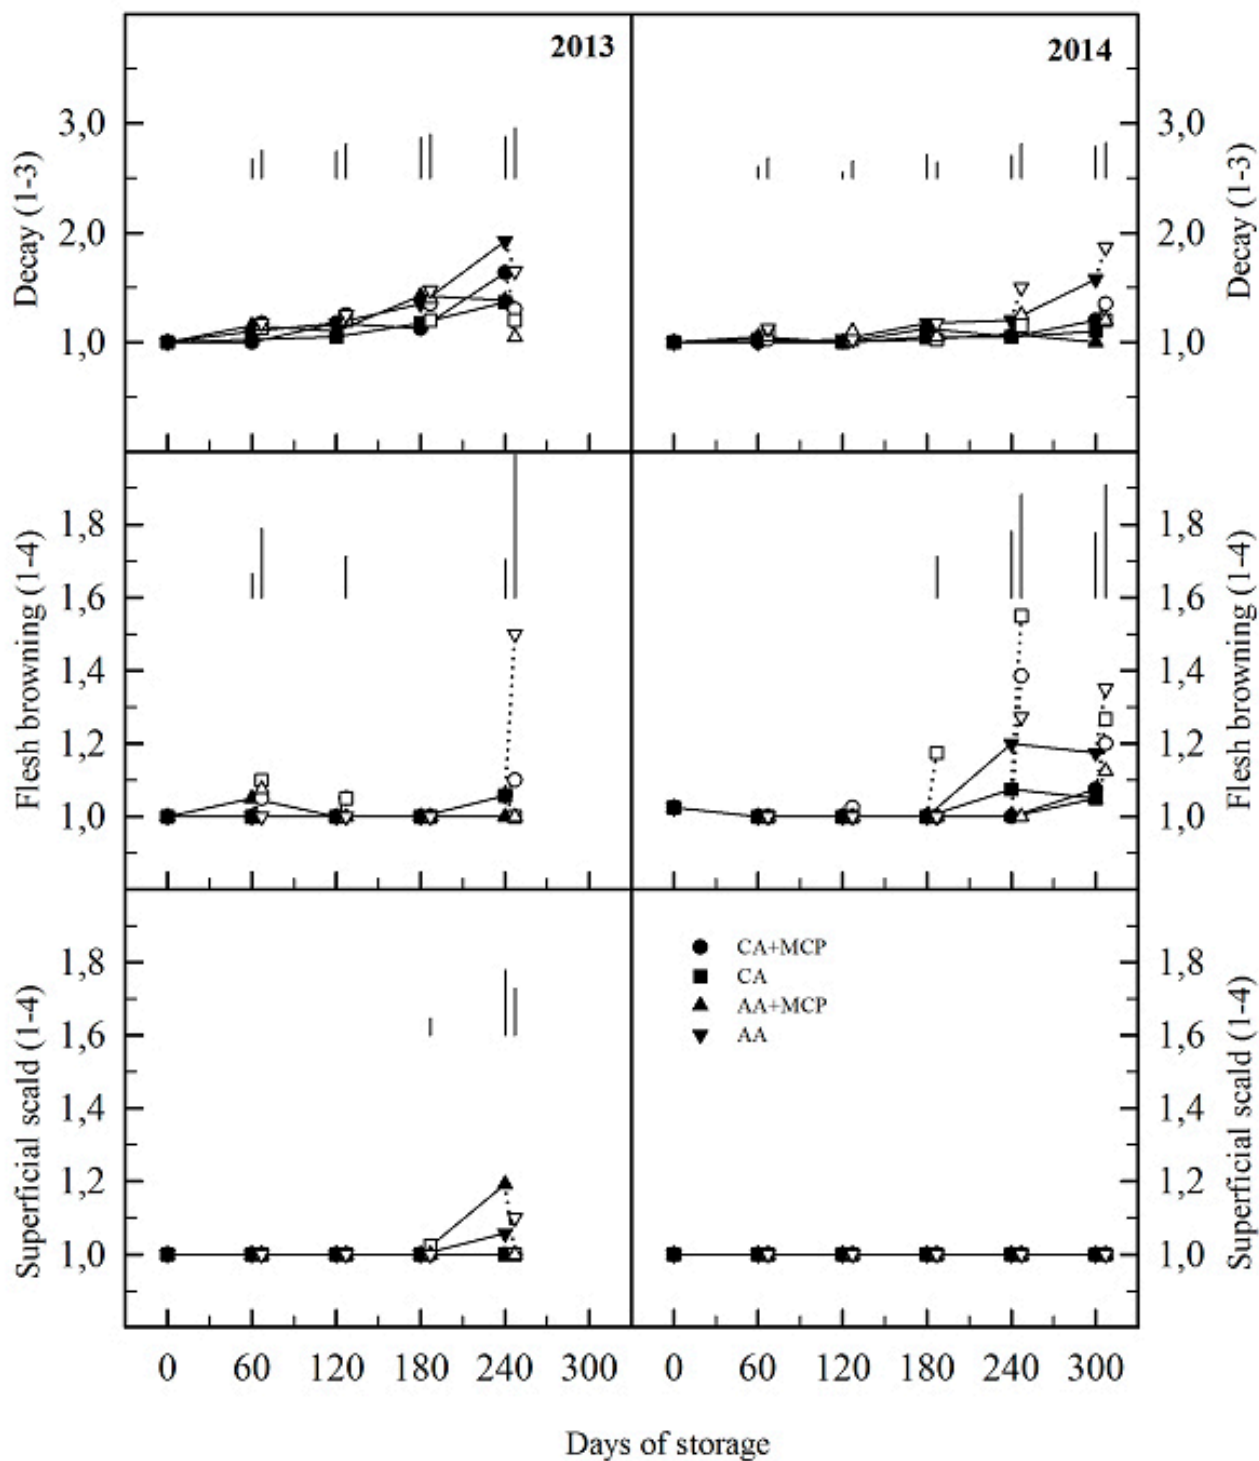 2013
2014
3,0
2,0
1,0
Decay (1-3)
3,0
2,0
1,0
Decay (1-3)
1,8
1,6
1,4
1,2
1,0
Flesh browning (1-4)
1,8
1,6
1,4
1,2
1,0
Flesh browning (1-4)
1,8
1,6
1,4
1,2
1,0
Superficial scald (1-4)
CA+MCP
CA
AA+MCP
AA
1,8
1,6
1,4
1,2
1,0
Superficial scald (1-4)
0 60 120 180 240 300 0 60 120 180 240 300
Days of storage